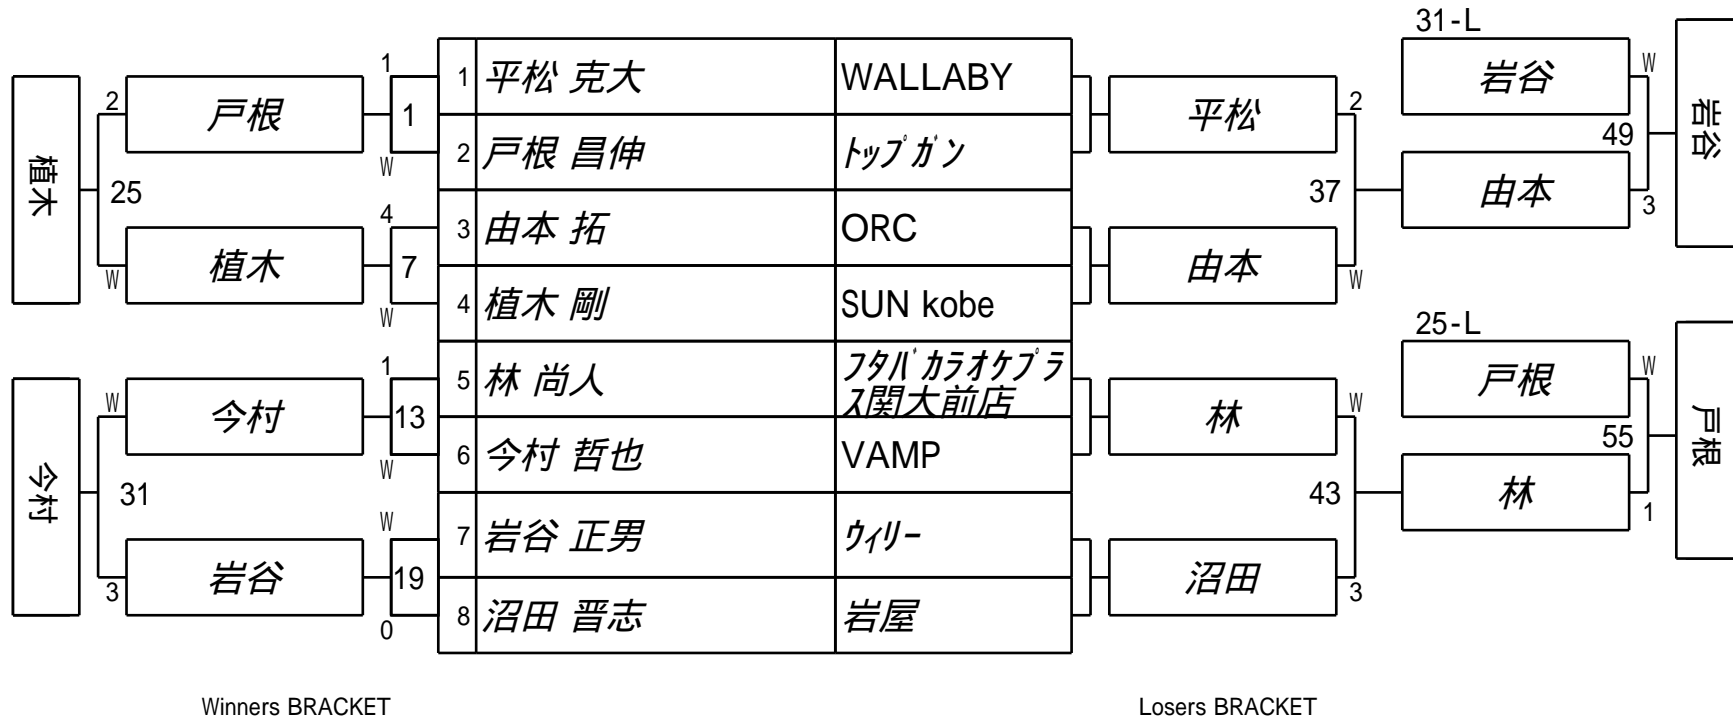 植木
2
戸根
25
W
植木
1
1
W
4
7
W
今村
W
今村
31
3
岩谷
1
13
W
W
19
0
1 平松 克大 WALLABY
2 戸根 昌伸 トップガン
3 由本 拓 ORC
4 植木 剛 SUN kobe
5 林 尚人 フタバカラオケプラ
ス関大前店
6 今村 哲也 VAMP
7 岩谷 正男 ウィリー
8 沼田 晋志 岩屋
平松
2
37
由本
W
林
W
43
沼田
3
31-L
岩谷
W
49
由本
3
岩谷
25-L
戸根
W
55
林
1
戸根
Winners BRACKET
Losers BRACKET